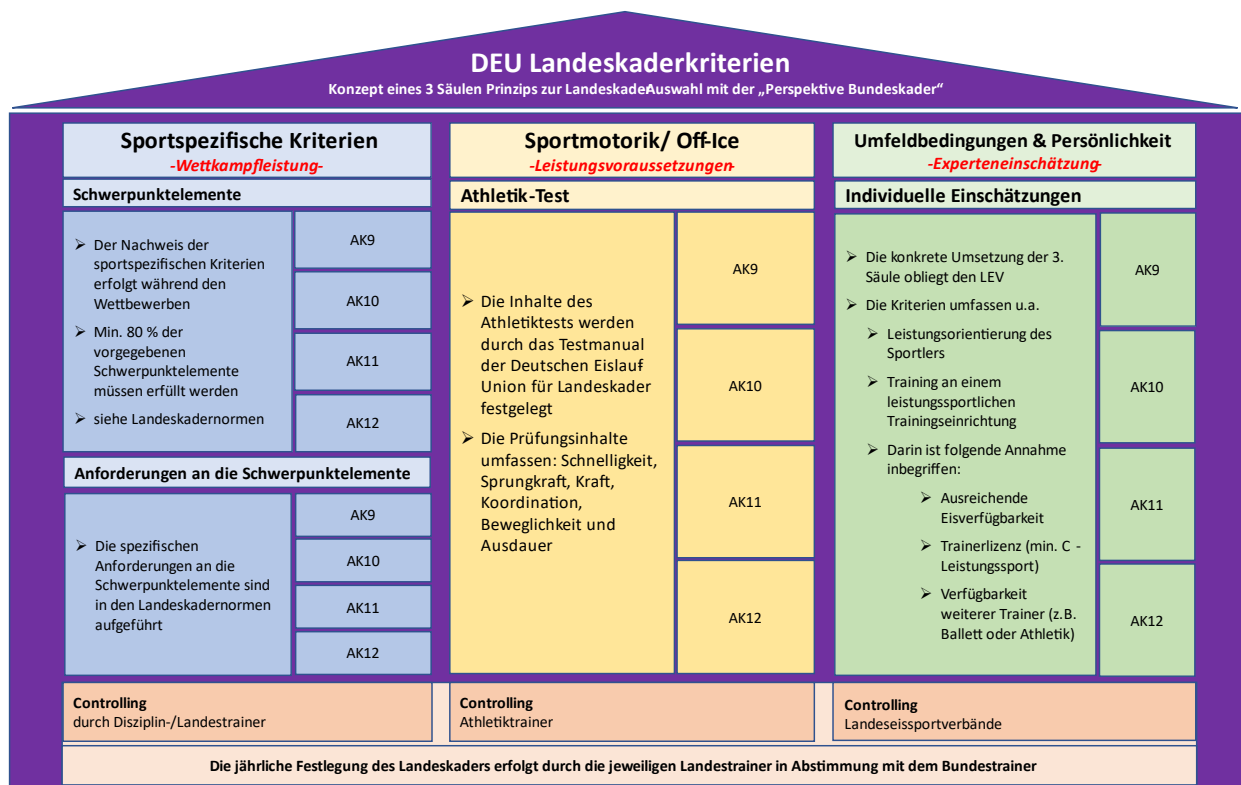 DEU Landeskaderkriterien
Konzept eines 3 Säulen Prinzips zur Landeskader-Auswahl mit der „Perspektive Bundeskader“
Sportspezifische Kriterien
-Wettkampfleistung-
Schwerpunktelemente
➢ Der Nachweis der
sportspezifischen Kriterien
erfolgt während den
Wettbewerben
➢ Min. 80 % der
vorgegebenen
Schwerpunktelemente
müssen erfüllt werden
➢ siehe Landeskadernormen
AK9
AK10
AK11
AK12
Anforderungen an die Schwerpunktelemente
➢ Die spezifischen
Anforderungen an die
Schwerpunktelemente sind
in den Landeskadernormen
aufgeführt
AK9
AK10
AK11
AK12
Controlling
durch Disziplin-/Landestrainer
Sportmotorik/ Off-Ice
-Leistungsvoraussetzungen-
Athletik-Test
➢ Die Inhalte des
Athletiktests werden
durch das Testmanual
der Deutschen Eislauf-
Union für Landeskader
festgelegt
➢ Die Prüfungsinhalte
umfassen: Schnelligkeit,
Sprungkraft, Kraft,
Koordination,
Beweglichkeit und
Ausdauer
AK9
AK10
AK11
AK12
Controlling
Athletiktrainer
Umfeldbedingungen & Persönlichkeit
-Experteneinschätzung-
Individuelle Einschätzungen
➢ Die konkrete Umsetzung der 3.
Säule obliegt den LEV
➢ Die Kriterien umfassen u.a.
➢ Leistungsorientierung des
Sportlers
➢ Training an einem
leistungssportlichen
Trainingseinrichtung
➢ Darin ist folgende Annahme
inbegriffen:
➢ Ausreichende
Eisverfügbarkeit
➢ Trainerlizenz (min. C -
Leistungssport)
➢ Verfügbarkeit
weiterer Trainer (z.B.
Ballett oder Athletik)
AK9
AK10
AK11
AK12
Controlling
Landeseissportverbände
Die jährliche Festlegung des Landeskaders erfolgt durch die jeweiligen Landestrainer in Abstimmung mit dem Bundestrainer